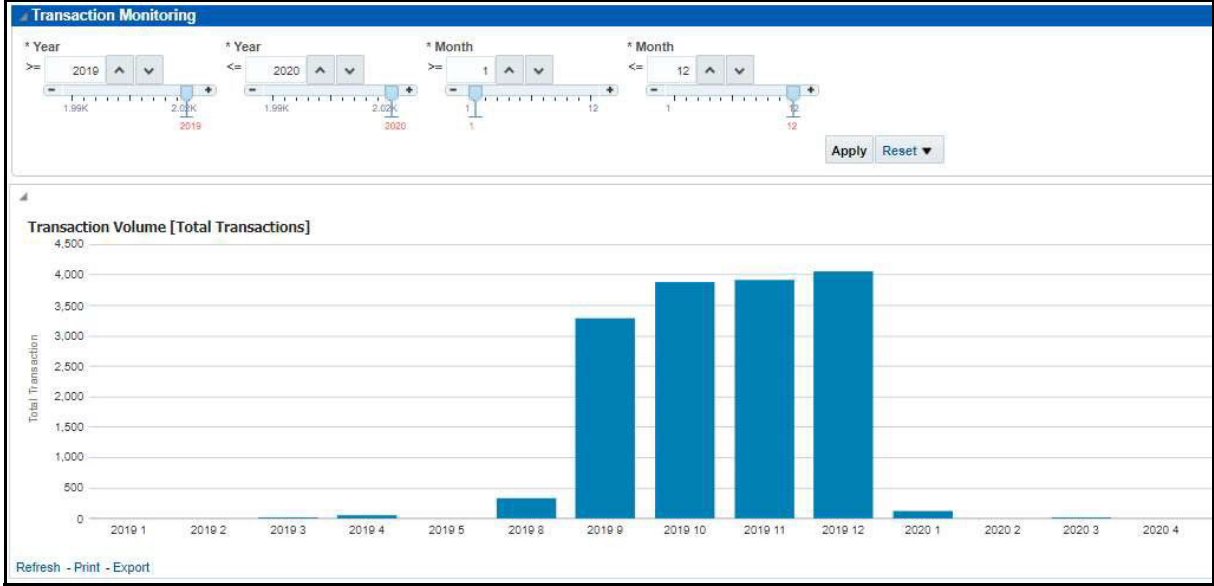 Transaction Monitoring
* Year * Year * Month * Month
>= 2019 <= 2020 >= 1 <= 12
- + - + - + - +
1.99K 2.02K 1.99K 2.02K 1 12 1 12
2019 2020 1 12
Apply Reset ▼
Transaction Volume [Total Transactions]
4,500
4,000
3,500
3,000
2,500
2,000
1,500
1,000
500
0
Total Transaction
2019 1 2019 2 2019 3 2019 4 2019 5 2019 8 2019 9 2019 10 2019 11 2019 12 2020 1 2020 2 2020 3 2020 4
Refresh - Print - Export